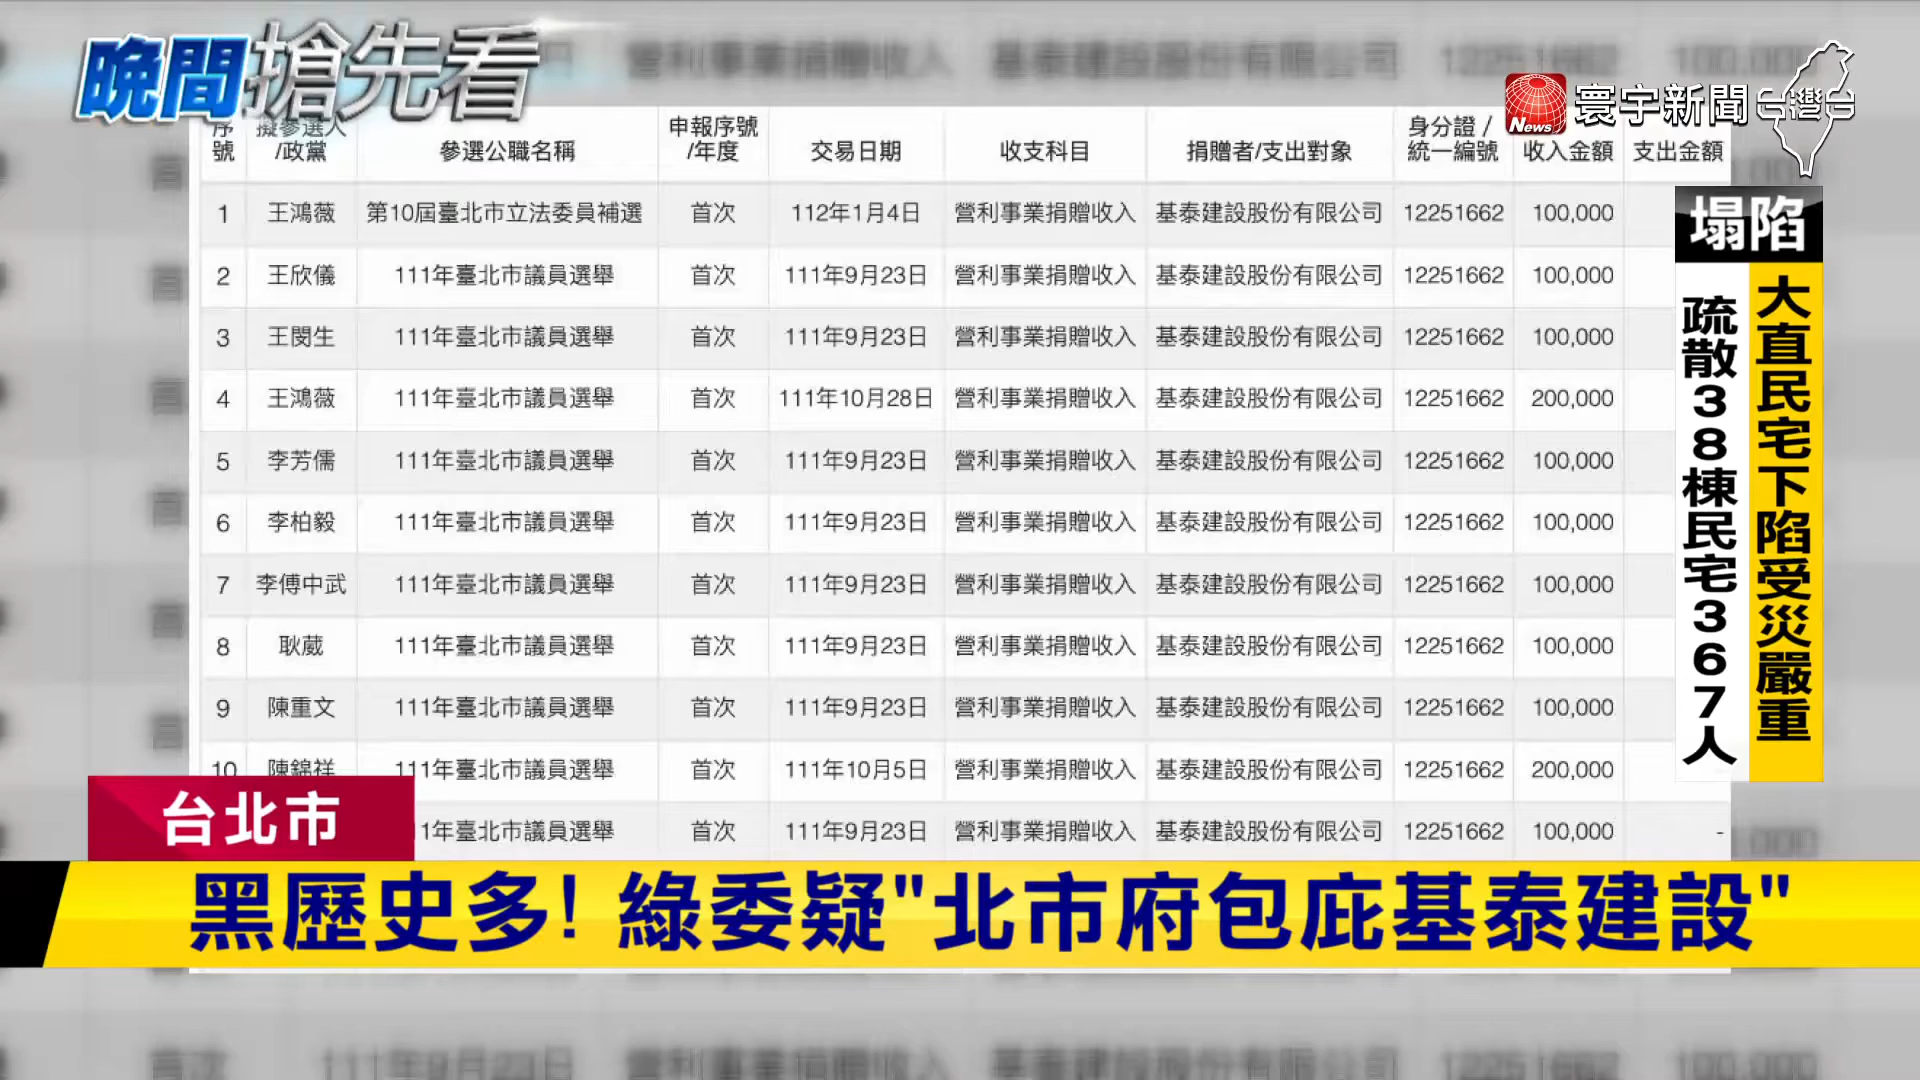 晚間搶先看
寰宇新聞 台灣
News
序號 擬參選人/政黨 參選公職名稱 申報序號/年度 交易日期 收支科目 捐贈者/支出對象 身分證/統一編號 收入金額 支出金額
1 王鴻薇 第10屆臺北市立法委員補選 首次 112年1月4日 營利事業捐贈收入 基泰建設股份有限公司 12251662 100,000
2 王欣儀 111年臺北市議員選舉 首次 111年9月23日 營利事業捐贈收入 基泰建設股份有限公司 12251662 100,000
3 王閔生 111年臺北市議員選舉 首次 111年9月23日 營利事業捐贈收入 基泰建設股份有限公司 12251662 100,000
4 王鴻薇 111年臺北市議員選舉 首次 111年10月28日 營利事業捐贈收入 基泰建設股份有限公司 12251662 200,000
5 李芳儒 111年臺北市議員選舉 首次 111年9月23日 營利事業捐贈收入 基泰建設股份有限公司 12251662 100,000
6 李柏毅 111年臺北市議員選舉 首次 111年9月23日 營利事業捐贈收入 基泰建設股份有限公司 12251662 100,000
7 李傅中武 111年臺北市議員選舉 首次 111年9月23日 營利事業捐贈收入 基泰建設股份有限公司 12251662 100,000
8 耿葳 111年臺北市議員選舉 首次 111年9月23日 營利事業捐贈收入 基泰建設股份有限公司 12251662 100,000
9 陳重文 111年臺北市議員選舉 首次 111年9月23日 營利事業捐贈收入 基泰建設股份有限公司 12251662 100,000
10 陳錦祥 111年臺北市議員選舉 首次 111年10月5日 營利事業捐贈收入 基泰建設股份有限公司 12251662 200,000
1年臺北市議員選舉 首次 111年9月23日 營利事業捐贈收入 基泰建設股份有限公司 12251662 100,000 -
塌陷
大直民宅下陷受災嚴重
疏散38棟民宅367人
台北市
黑歷史多! 綠委疑"北市府包庇基泰建設"